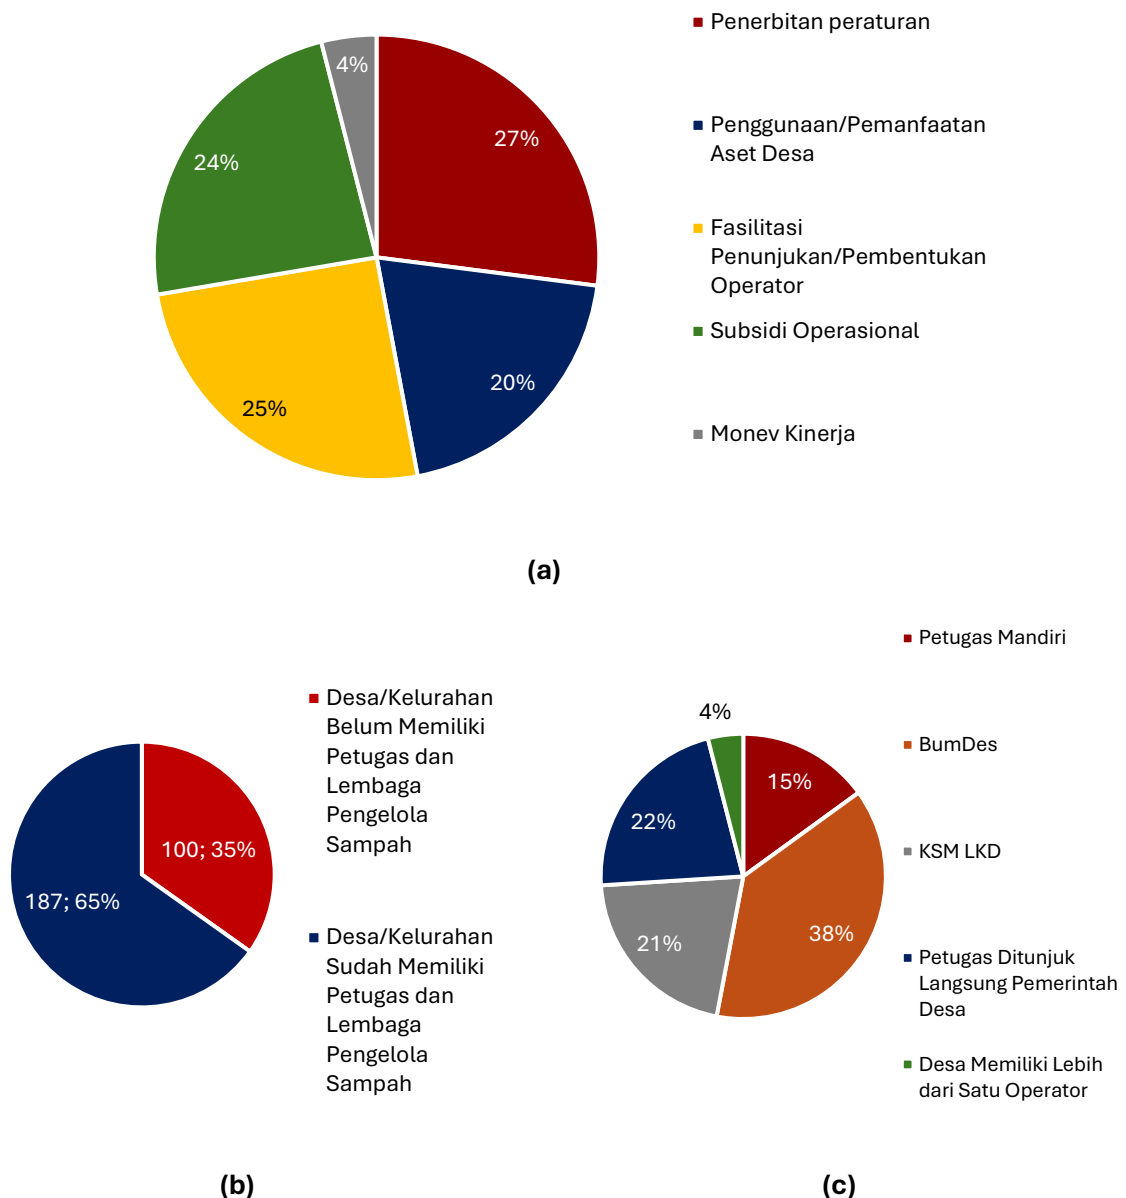 Penerbitan peraturan
Penggunaan/Pemanfaatan
Aset Desa
Fasilitasi
Penunjukan/Pembentukan
Operator
Subsidi Operasional
Monev Kinerja
4%
27%
24%
20%
25%
(a)
Desa/Kelurahan
Belum Memiliki
Petugas dan
Lembaga
Pengelola
Sampah
Desa/Kelurahan
Sudah Memiliki
Petugas dan
Lembaga
Pengelola
Sampah
100; 35%
187; 65%
(b)
Petugas Mandiri
BumDes
KSM LKD
Petugas Ditunjuk
Langsung Pemerintah
Desa
Desa Memiliki Lebih
dari Satu Operator
4%
15%
22%
38%
21%
(c)